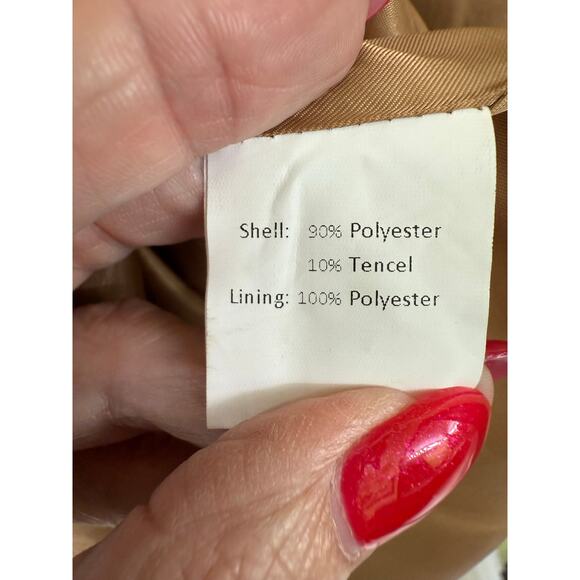 Shell: 90% Polyester
10% Tencel
Lining: 100% Polyester